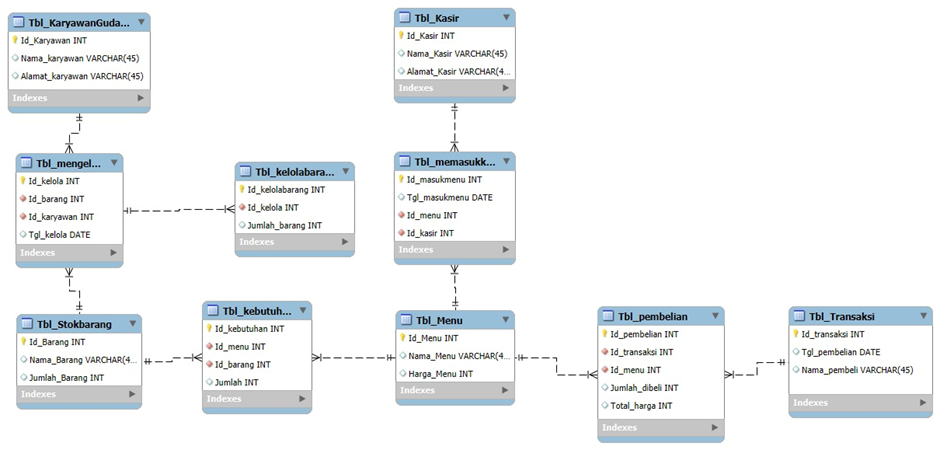 Tbl_KaryawanGuda...
Id_Karyawan INT
Nama_karyawan VARCHAR(45)
Alamat_karyawan VARCHAR(45)
Indexes
Tbl_Kasir
Id_Kasir INT
Nama_Kasir VARCHAR(45)
Alamat_Kasir VARCHAR(4...
Indexes
Tbl_mengel...
Id_kelola INT
Id_barang INT
Id_karyawan INT
Tgl_kelola DATE
Indexes
Tbl_kelolabara...
Id_kelolabarang INT
Id_kelola INT
Jumlah_barang INT
Indexes
Tbl_memasukk...
Id_masukmenu INT
Tgl_masukmenu DATE
Id_menu INT
Id_kasir INT
Indexes
Tbl_Stokbarang
Id_Barang INT
Nama_Barang VARCHAR(4...
Jumlah_Barang INT
Indexes
Tbl_kebutuh...
Id_kebutuhan INT
Id_menu INT
Id_barang INT
Jumlah INT
Indexes
Tbl_Menu
Id_Menu INT
Nama_Menu VARCHAR(4...
Harga_Menu INT
Indexes
Tbl_pembelian
Id_pembelian INT
Id_transaksi INT
Id_menu INT
Jumlah_dibeli INT
Total_harga INT
Indexes
Tbl_Transaksi
Id_transaksi INT
Tgl_pembelian DATE
Nama_pembeli VARCHAR(45)
Indexes